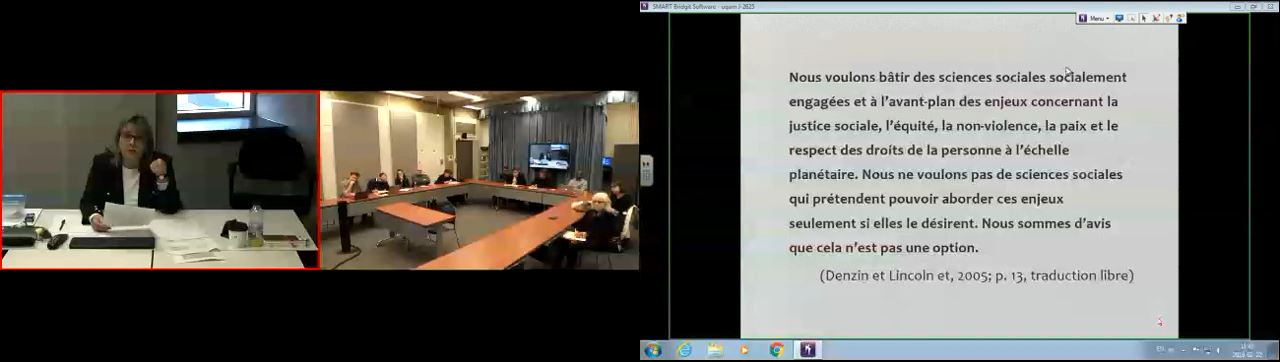 SMART Bridgit Software - uqam J-2625
Menu
Nous voulons bâtir des sciences sociales socialement
engagées et à l'avant-plan des enjeux concernant la
justice sociale, l'équité, la non-violence, la paix et le
respect des droits de la personne à l'échelle
planétaire. Nous ne voulons pas de sciences sociales
qui prétendent pouvoir aborder ces enjeux
seulement si elles le désirent. Nous sommes d'avis
que cela n'est pas une option.
(Denzin et Lincoln et, 2005; p. 13, traduction libre)